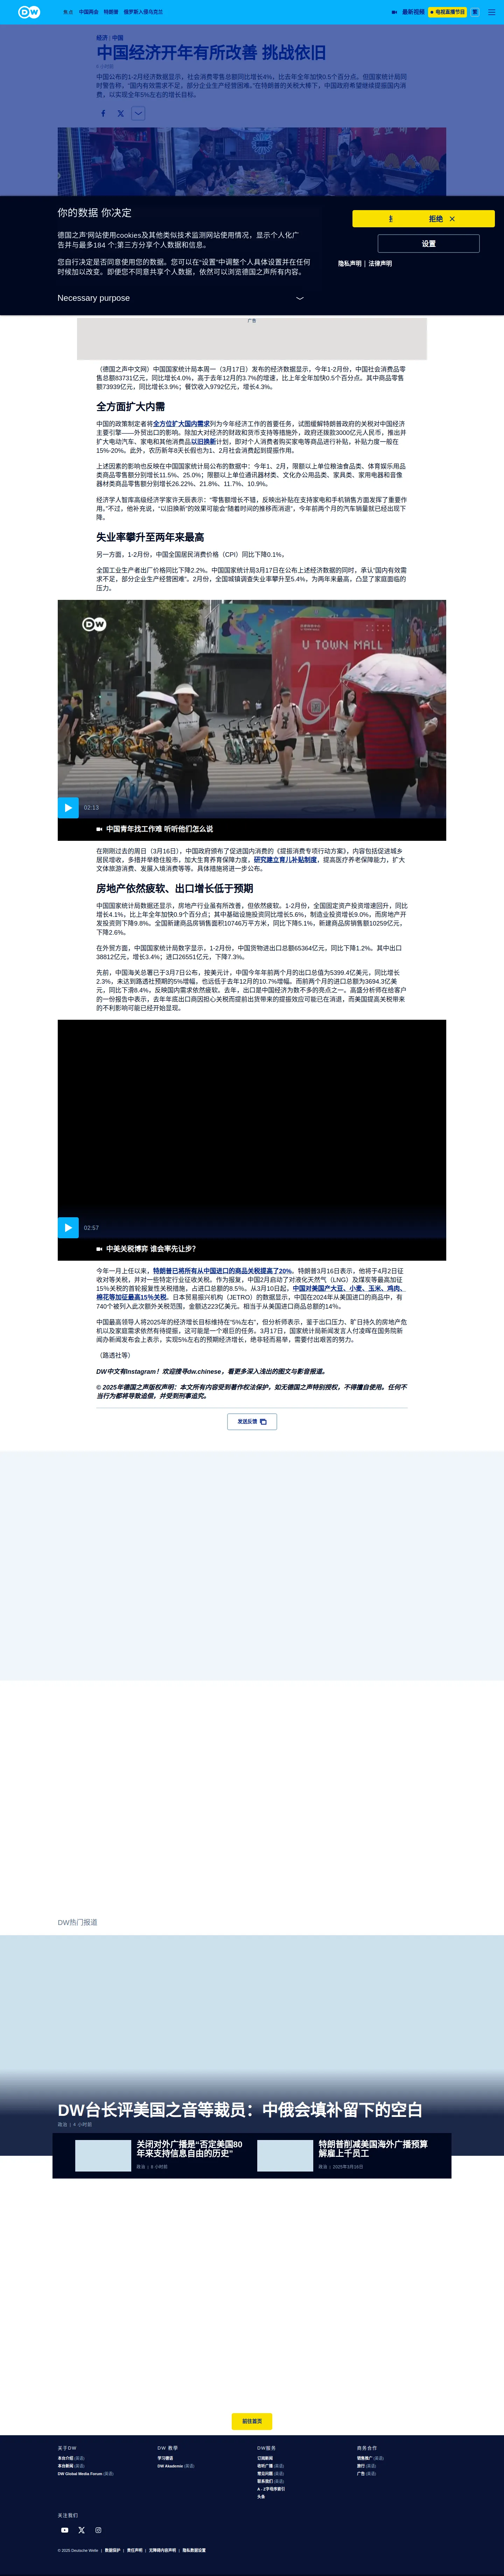 DW
焦点 中国两会 特朗普 俄罗斯入侵乌克兰
最新视频 电视直播节目 繁
经济 | 中国
中国经济开年有所改善 挑战依旧
中国公布的1-2月经济数据显示,社会消费零售总额同比增长4%,比去年全年加快0.5个百分点。但国家统计局同时警告称,“国内有效需求不足,部分企业生产经营困难。”在特朗普的关税大棒下,中国政府希望继续提振国内消费,以实现全年5%左右的增长目标。
你的数据 你决定
拒绝
设置
隐私声明 | 法律声明
德国之声'网站使用cookies及其他类似技术监测网站使用情况,显示个人化广告并与最多184 个;第三方分享个人数据和信息。
您自行决定是否同意使用您的数据。您可以在“设置”中调整个人具体设置并在任何时候加以改变。即便您不同意共享个人数据,依然可以浏览德国之声所有内容。
Necessary purpose
广告
(德国之声中文网)中国国家统计局本周一(3月17日)发布的经济数据显示,今年1-2月份,中国社会消费品零售总额83731亿元,同比增长4.0%,高于去年12月的3.7%的增速,比上年全年加快0.5个百分点。其中商品零售额73939亿元,同比增长3.9%;餐饮收入9792亿元,增长4.3%。
全方面扩大内需
中国的政策制定者将全方位扩大国内需求列为今年经济工作的首要任务,试图缓解特朗普政府的关税对中国经济主要引擎——外贸出口的影响。除加大对经济的财政和货币支持等措施外,政府还拨款3000亿元人民币,推出并扩大电动汽车、家电和其他消费品以旧换新计划,即对个人消费者购买家电等商品进行补贴,补贴力度一般在15%-20%。此外,农历新年8天长假也为1、2月社会消费起到提振作用。
上述因素的影响也反映在中国国家统计局公布的数据中:今年1、2月,限额以上单位粮油食品类、体育娱乐用品类商品零售额分别增长11.5%、25.0%;限额以上单位通讯器材类、文化办公用品类、家具类、家用电器和音像器材类商品零售额分别增长26.22%、21.8%、11.7%、10.9%。
经济学人智库高级经济学家许天辰表示:“零售额增长不错,反映出补贴在支持家电和手机销售方面发挥了重要作用。”不过,他补充说,“以旧换新”的效果可能会“随着时间的推移而消退”,今年前两个月的汽车销量就已经出现下降。
失业率攀升至两年来最高
另一方面,1-2月份,中国全国居民消费价格(CPI)同比下降0.1%。
全国工业生产者出厂价格同比下降2.2%。中国国家统计局3月17日在公布上述经济数据的同时,承认“国内有效需求不足,部分企业生产经营困难”。2月份,全国城镇调查失业率攀升至5.4%,为两年来最高,凸显了家庭面临的压力。
DW
U TOWN MALL
02:13
中国青年找工作难 听听他们怎么说
在刚刚过去的周日(3月16日),中国政府颁布了促进国内消费的《提振消费专项行动方案》,内容包括促进城乡居民增收,多措并举稳住股市,加大生育养育保障力度,研究建立育儿补贴制度,提高医疗养老保障能力,扩大文体旅游消费、发展入境消费等等。具体措施将进一步公布。
房地产依然疲软、出口增长低于预期
中国国家统计局数据还显示,房地产行业虽有所改善,但依然疲软。1-2月份,全国固定资产投资增速回升,同比增长4.1%,比上年全年加快0.9个百分点;其中基础设施投资同比增长5.6%,制造业投资增长9.0%。而房地产开发投资则下降9.8%。全国新建商品房销售面积10746万平方米,同比下降5.1%,新建商品房销售额10259亿元,下降2.6%。
在外贸方面,中国国家统计局数字显示,1-2月份,中国货物进出口总额65364亿元,同比下降1.2%。其中出口38812亿元,增长3.4%;进口26551亿元,下降7.3%。
先前,中国海关总署已于3月7日公布,按美元计,中国今年年前两个月的出口总值为5399.4亿美元,同比增长2.3%,未达到路透社预期的5%增幅,也远低于去年12月的10.7%增幅。而前两个月的进口总额为3694.3亿美元,同比下滑8.4%。反映国内需求依然疲软。去年,出口是中国经济为数不多的亮点之一。高盛分析师在给客户的一份报告中表示,去年年底出口商因担心关税而提前出货带来的提振效应可能已在消退,而美国提高关税带来的不利影响可能已经开始显现。
02:57
中美关税博弈 谁会率先让步?
今年一月上任以来,特朗普已将所有从中国进口的商品关税提高了20%。特朗普3月16日表示,他将于4月2日征收对等关税,并对一些特定行业征收关税。作为报复,中国2月启动了对液化天然气(LNG)及煤炭等最高加征15％关税的首轮报复性关税措施,占进口总额的8.5%。从3月10日起,中国对美国产大豆、小麦、玉米、鸡肉、棉花等加征最高15％关税。日本贸易振兴机构(JETRO)的数据显示,中国在2024年从美国进口的商品中,有740个被列入此次额外关税范围,金额达223亿美元。相当于从美国进口商品总额的14%。
中国最高领导人将2025年的经济增长目标维持在“5%左右”,但分析师表示,鉴于出口压力、旷日持久的房地产危机以及家庭需求依然有待提振,这可能是一个艰巨的任务。3月17日,国家统计局新闻发言人付凌晖在国务院新闻办新闻发布会上表示,实现5%左右的预期经济增长,绝非轻而易举,需要付出艰苦的努力。
(路透社等)
DW中文有Instagram!欢迎搜寻dw.chinese,看更多深入浅出的图文与影音报道。
© 2025年德国之声版权声明:本文所有内容受到著作权法保护,如无德国之声特别授权,不得擅自使用。任何不当行为都将导致追偿,并受到刑事追究。
发送反馈
DW热门报道
DW台长评美国之音等裁员:中俄会填补留下的空白
政治 | 4 小时前
关闭对外广播是“否定美国80年来支持信息自由的历史”
政治 | 8 小时前
特朗普削减美国海外广播预算 解雇上千员工
政治 | 2025年3月16日
前往首页
关于DW
本台介绍 (英语)
本台新闻 (英语)
DW Global Media Forum (英语)
DW 教學
学习德语
DW Akademie (英语)
DW服务
订阅新闻
收听广播 (英语)
常见问题 (英语)
联系我们 (英语)
A - Z字母序索引
头条
商务合作
销售推广 (英语)
旅行 (英语)
广告 (英语)
关注我们
© 2025 Deutsche Welle | 数据保护 | 责任声明 | 无障碍内容声明 | 隐私数据设置